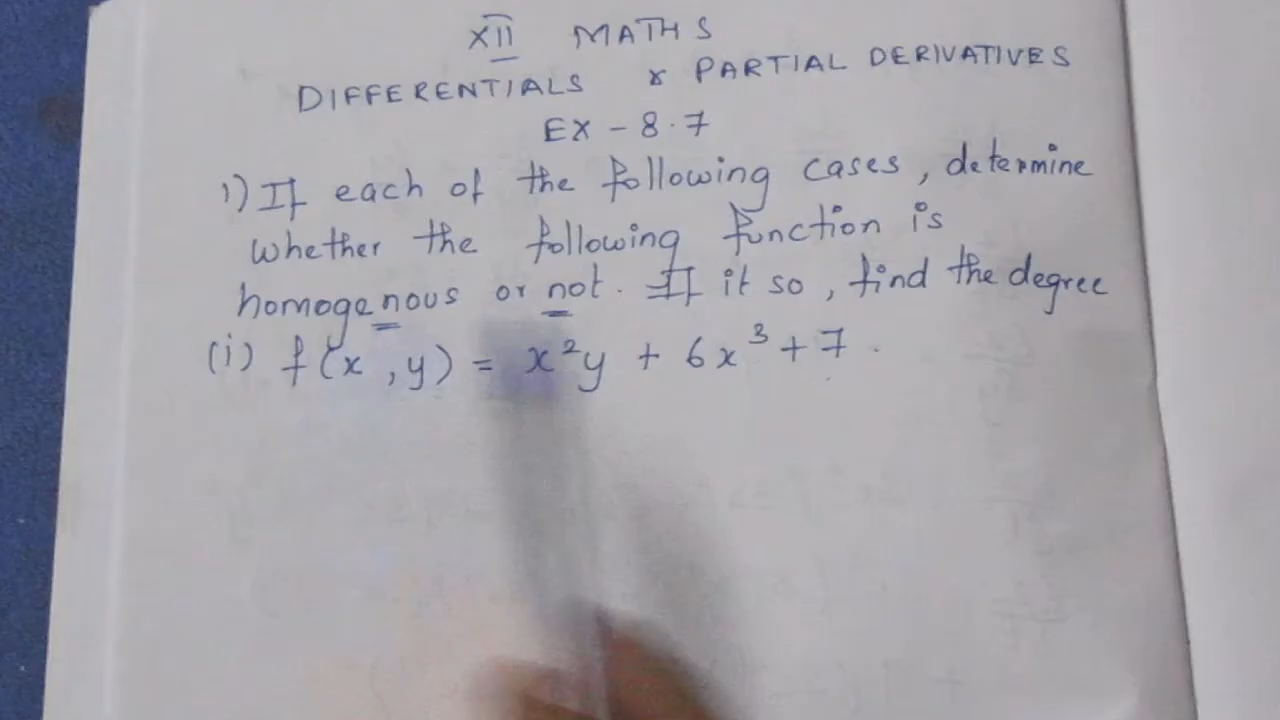 XII MATHS
DIFFERENTIALS & PARTIAL DERIVATIVES
EX - 8.7
1) If each of the following cases, determine
whether the following function is
homogenous or not. If it so, find the degree
(i) f(x,y) = x²y + 6x³ + 7.